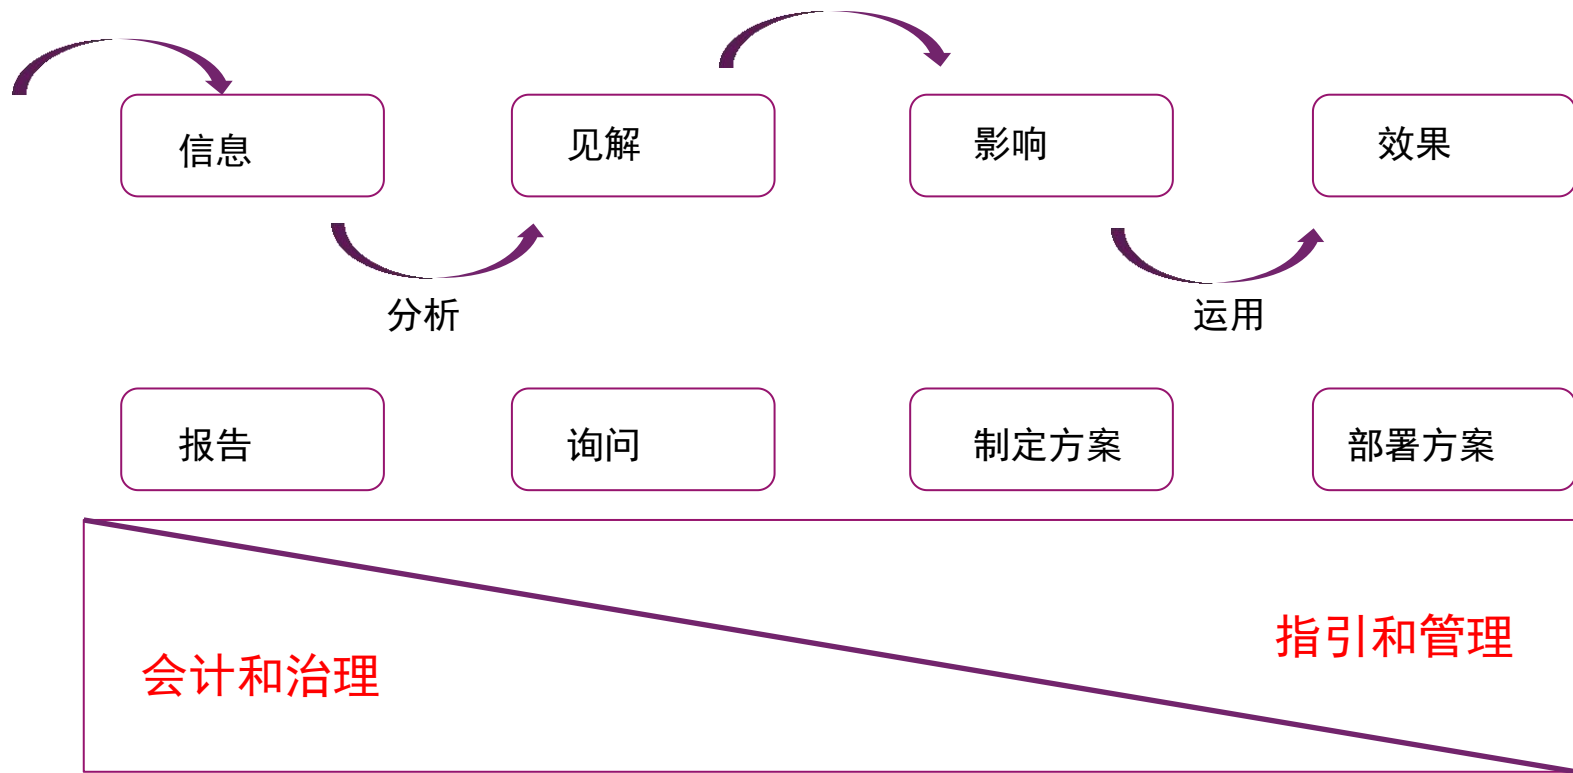 信息
见解
影响
效果
分析
运用
报告
询问
制定方案
部署方案
指引和管理
会计和治理